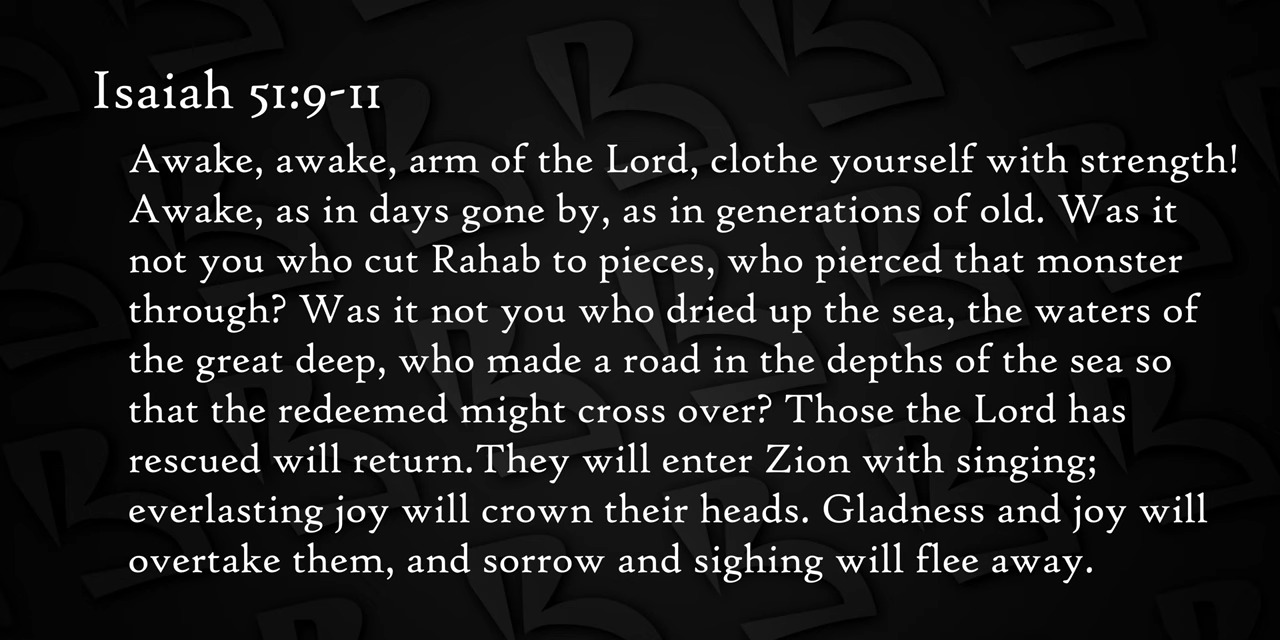 Isaiah 51:9-11
Awake, awake, arm of the Lord, clothe yourself with strength!
Awake, as in days gone by, as in generations of old. Was it
not you who cut Rahab to pieces, who pierced that monster
through? Was it not you who dried up the sea, the waters of
the great deep, who made a road in the depths of the sea so
that the redeemed might cross over? Those the Lord has
rescued will return.They will enter Zion with singing;
everlasting joy will crown their heads. Gladness and joy will
overtake them, and sorrow and sighing will flee away.